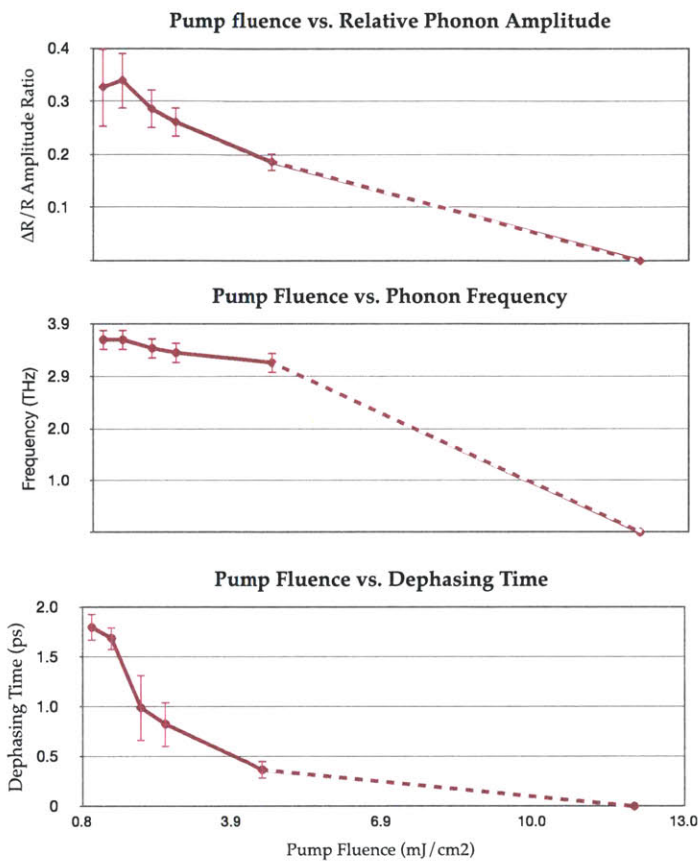 Pump fluence vs. Relative Phonon Amplitude
0.4
0.3
0.2
0.1
ΔR/R Amplitude Ratio
Pump Fluence vs. Phonon Frequency
3.9
2.9
2.0
1.0
Frequency (THz)
Pump Fluence vs. Dephasing Time
2.0
1.5
1.0
0.5
0
Dephasing Time (ps)
0.8 3.9 6.9 10.0 13.0
Pump Fluence (mJ/cm2)